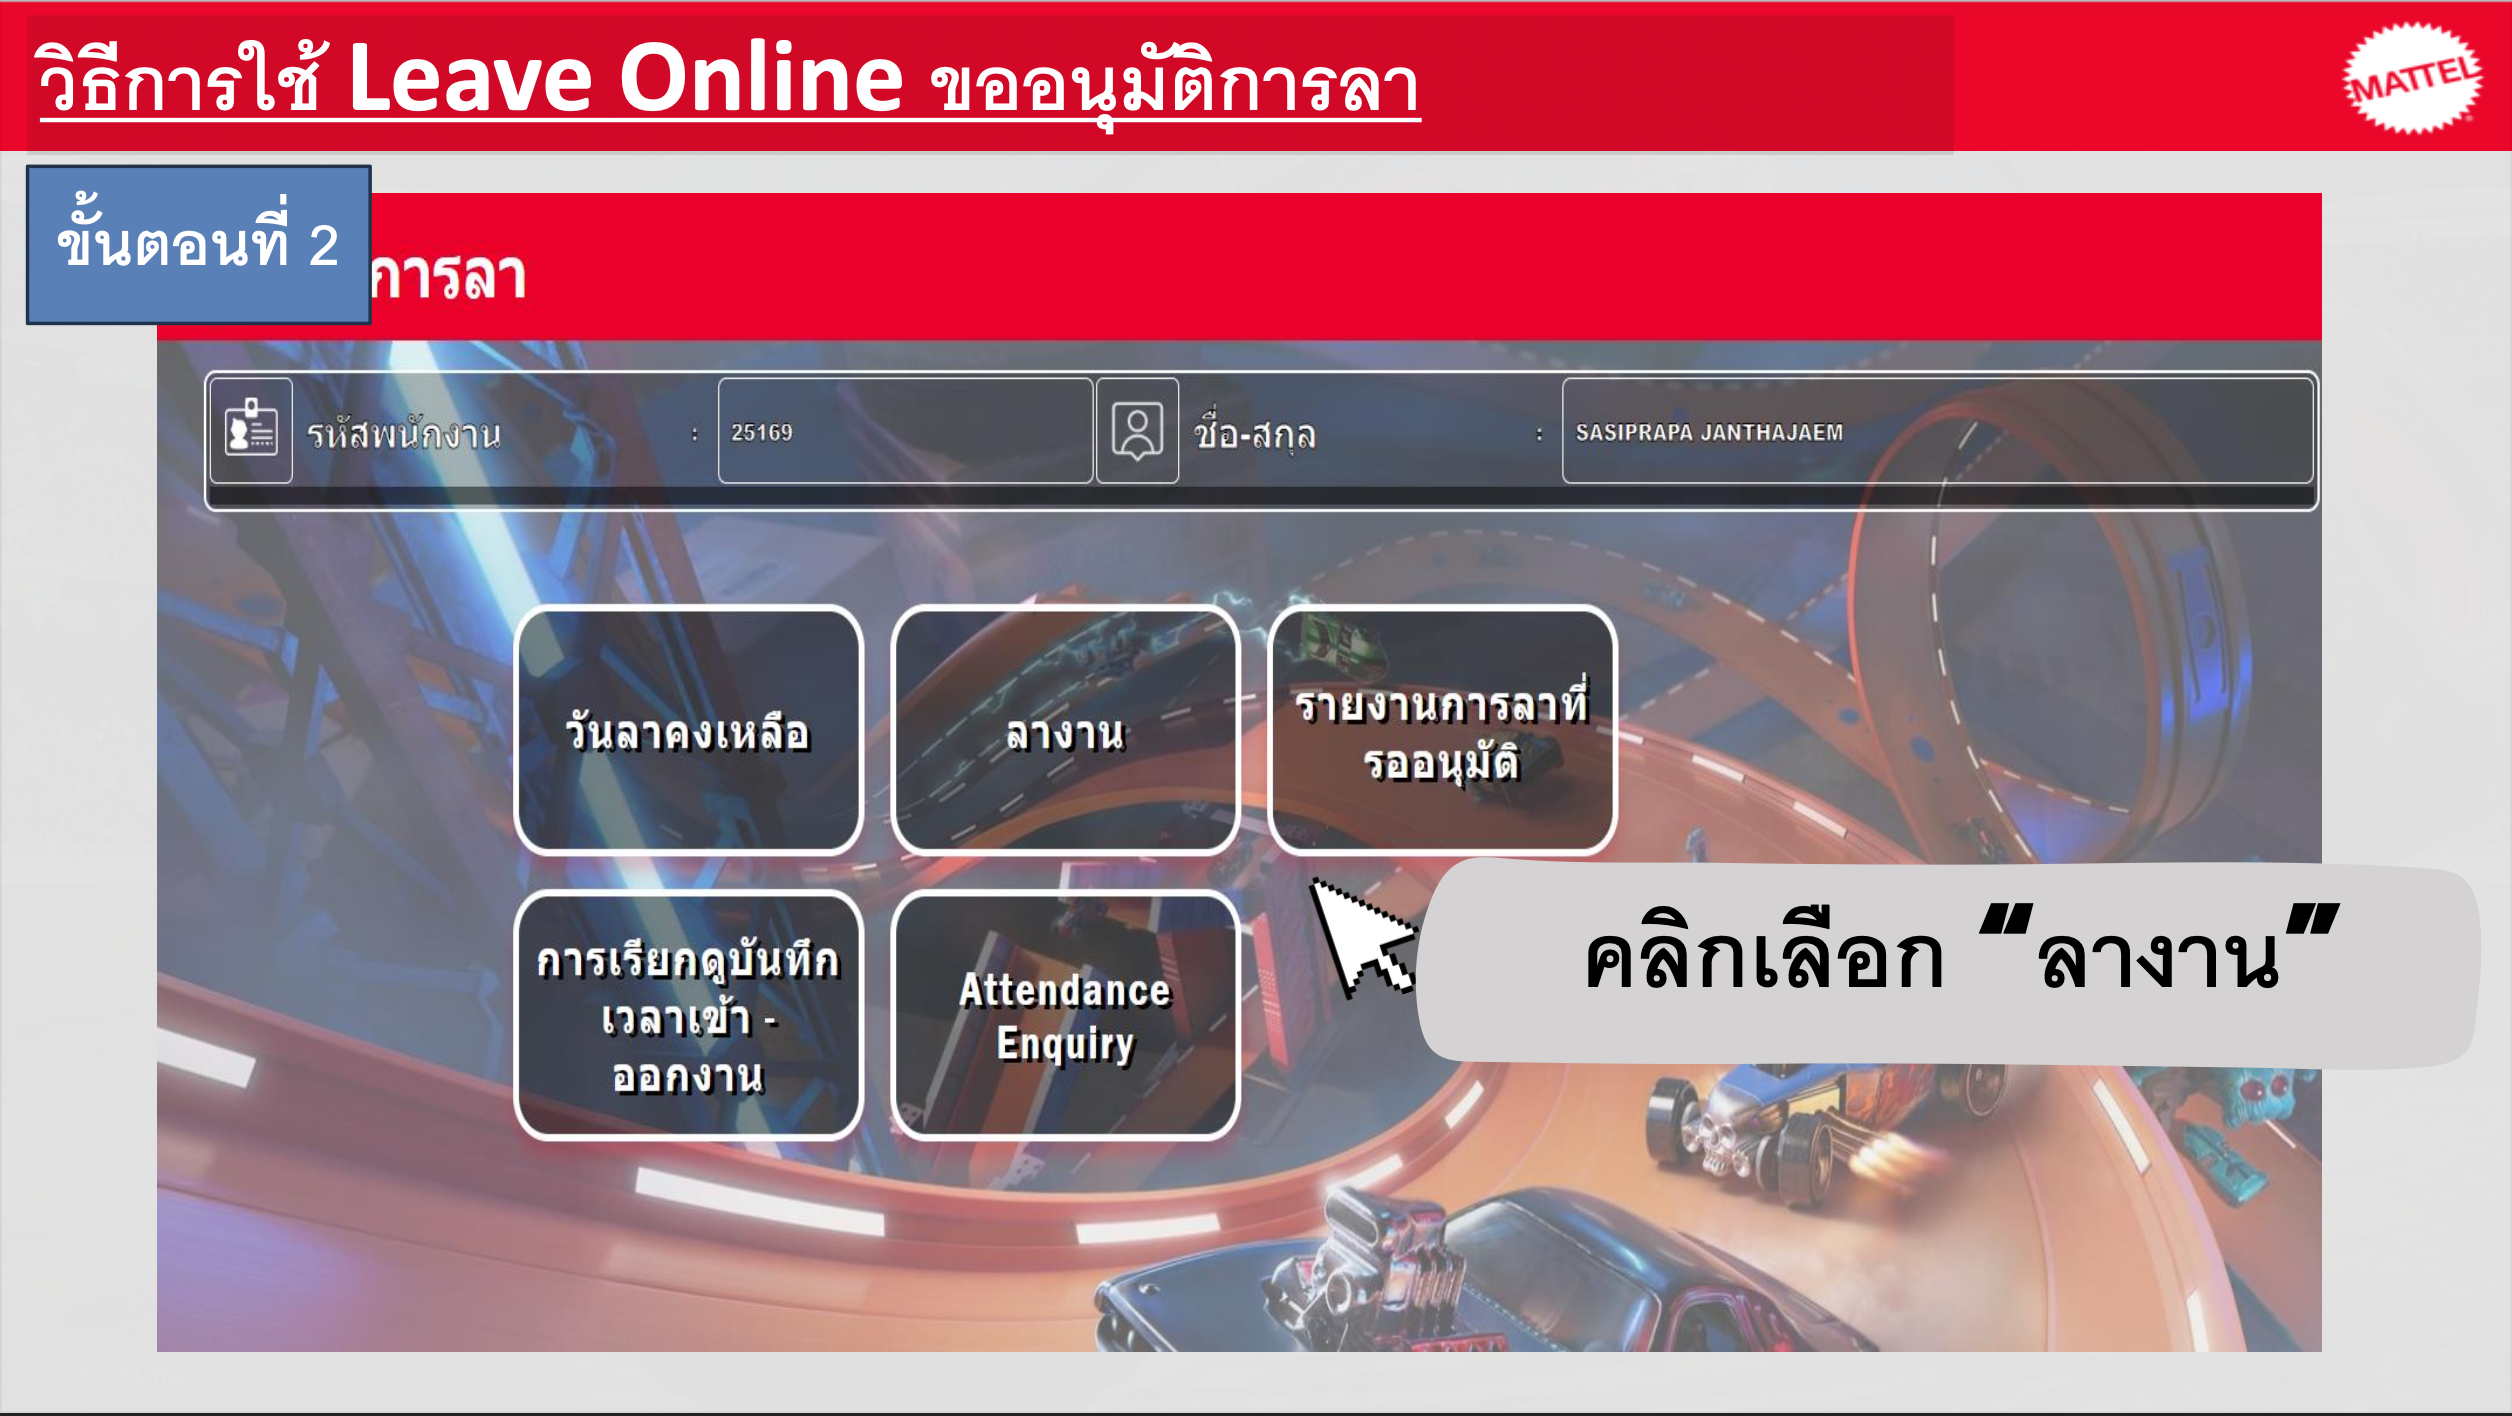 วิธีการใช้ Leave Online ขออนุมัติการลา
MATTEL
ขั้นตอนที่ 2
การลา
รหัสพนักงาน : 25169 ชื่อ-สกุล : SASIPRAPA JANTHAJAEM
วันลาคงเหลือ
ลางาน
รายงานการลาที่
รออนุมัติ
การเรียกดูบันทึก
เวลาเข้า -
ออกงาน
Attendance
Enquiry
คลิกเลือก “ลางาน”